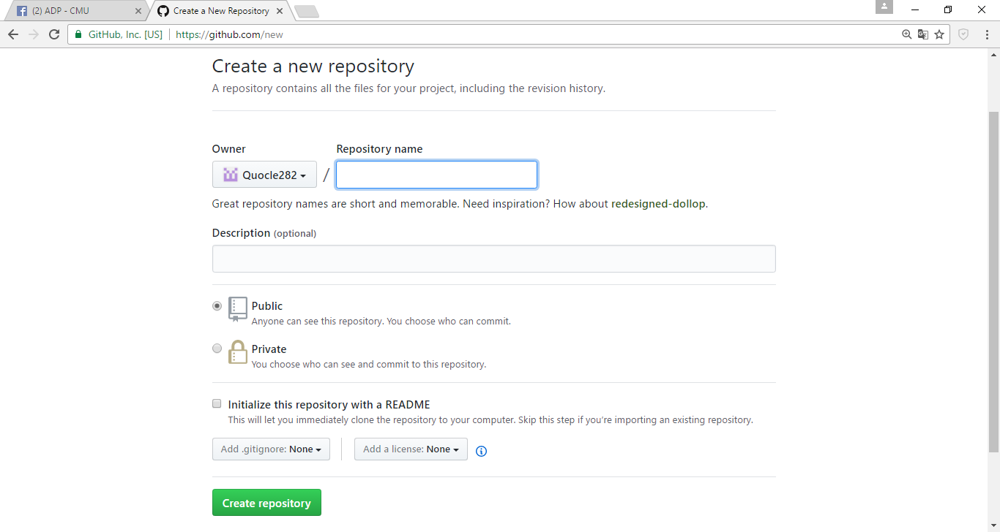 (2) ADP - CMU
Create a New Repository
GitHub, Inc. [US] https://github.com/new
Create a new repository
A repository contains all the files for your project, including the revision history.
Owner Repository name
Quocle282 /
Great repository names are short and memorable. Need inspiration? How about redesigned-dollop.
Description (optional)
Public
Anyone can see this repository. You choose who can commit.
Private
You choose who can see and commit to this repository.
Initialize this repository with a README
This will let you immediately clone the repository to your computer. Skip this step if you’re importing an existing repository.
Add .gitignore: None Add a license: None
Create repository